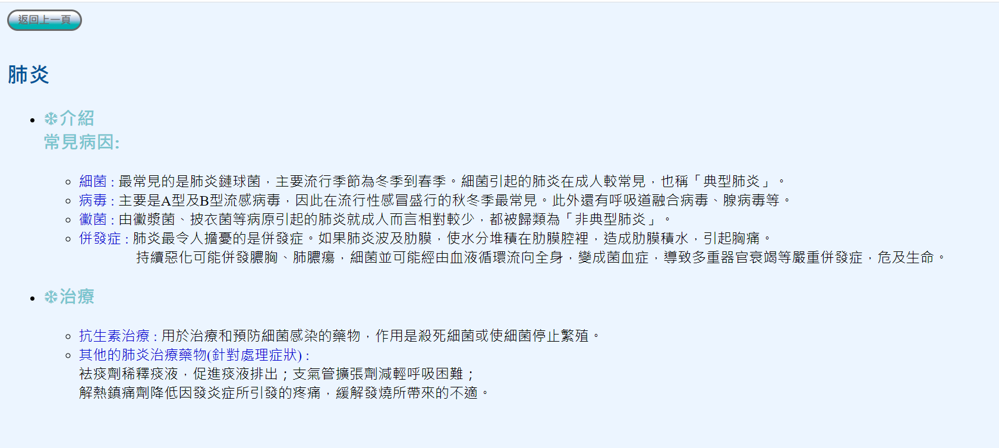 返回上一頁
肺炎
❄介紹
常見病因:
細菌 : 最常見的是肺炎鏈球菌，主要流行季節為冬季到春季。細菌引起的肺炎在成人較常見，也稱「典型肺炎」。
病毒 : 主要是A型及B型流感病毒，因此在流行性感冒盛行的秋冬季最常見。此外還有呼吸道融合病毒、腺病毒等。
黴菌 : 由黴漿菌、披衣菌等病原引起的肺炎就成人而言相對較少，都被歸類為「非典型肺炎」。
併發症 : 肺炎最令人擔憂的是併發症。如果肺炎波及肋膜，使水分堆積在肋膜腔裡，造成肋膜積水，引起胸痛。
持續惡化可能併發膿胸、肺膿瘍，細菌並可能經由血液循環流向全身，變成菌血症，導致多重器官衰竭等嚴重併發症，危及生命。
❄治療
抗生素治療 : 用於治療和預防細菌感染的藥物，作用是殺死細菌或使細菌停止繁殖。
其他的肺炎治療藥物(針對處理症狀) :
袪痰劑稀釋痰液，促進痰液排出；支氣管擴張劑減輕呼吸困難；
解熱鎮痛劑降低因發炎症所引發的疼痛，緩解發燒所帶來的不適。